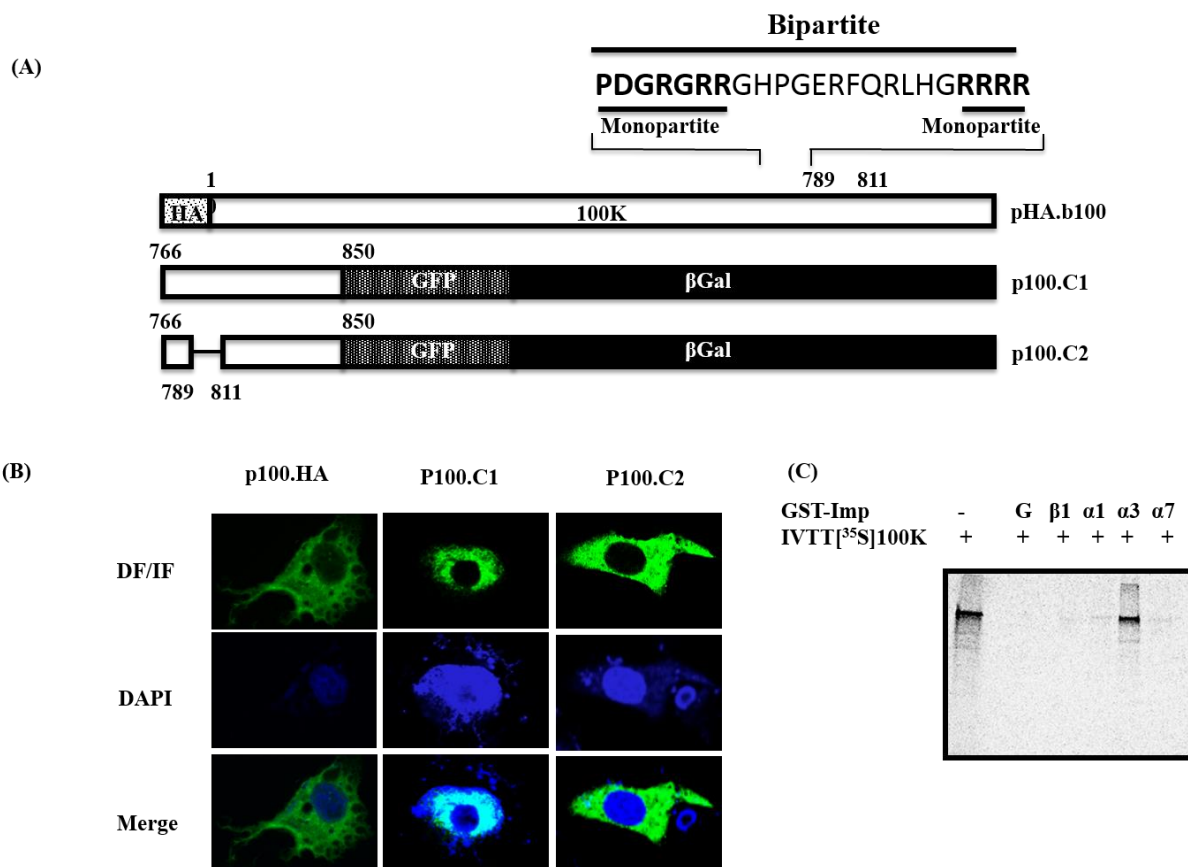 Bipartite
(A)
PDGRGRRGHPGERFQRLHGRRRR
Monopartite Monopartite
1 789 811
HA 100K pHA.b100
766 850
GFP βGal p100.C1
766 850
GFP βGal p100.C2
789 811
(B)
p100.HA P100.C1 P100.C2
DF/IF
DAPI
Merge
(C)
GST-Imp - G β1 α1 α3 α7
IVTT[³⁵S]100K + + + + + +